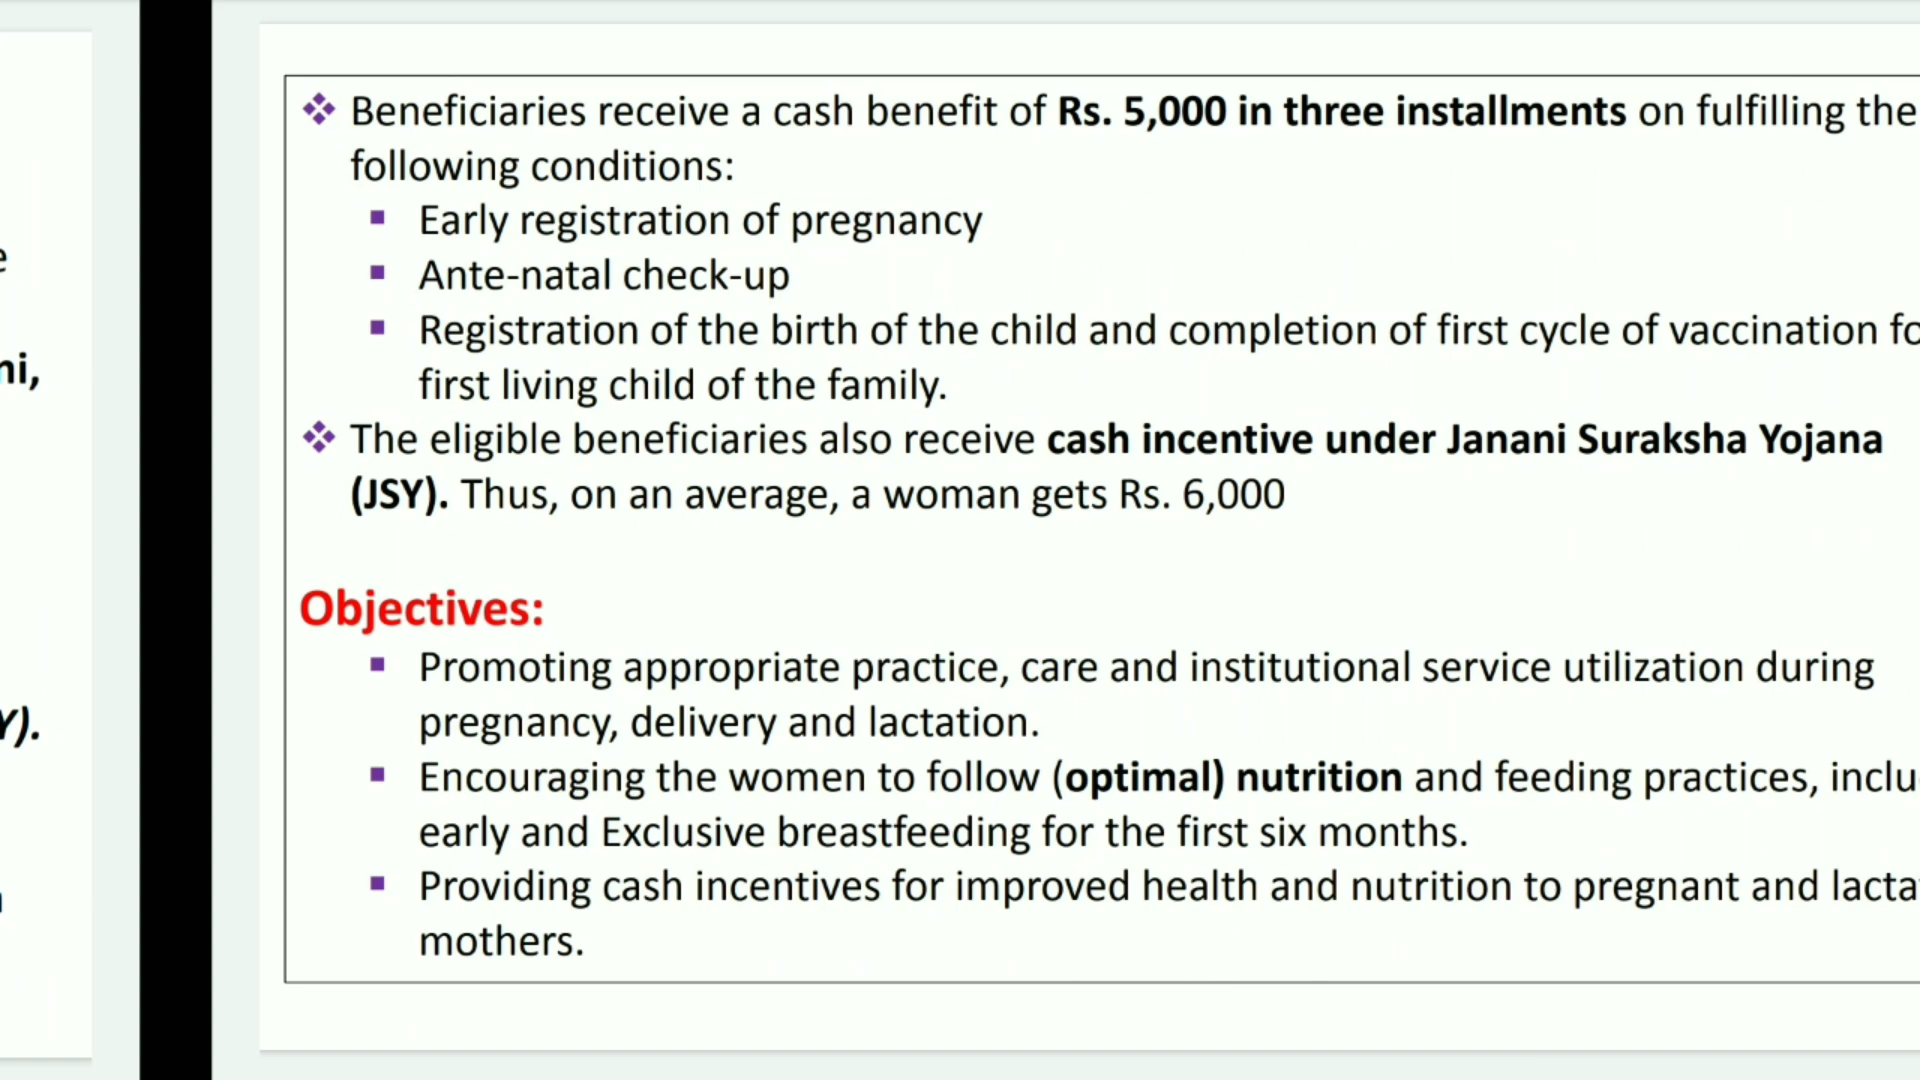 e
ni,
Y).
❖ Beneficiaries receive a cash benefit of Rs. 5,000 in three installments on fulfilling the
following conditions:
▪ Early registration of pregnancy
▪ Ante-natal check-up
▪ Registration of the birth of the child and completion of first cycle of vaccination fo
first living child of the family.
❖ The eligible beneficiaries also receive cash incentive under Janani Suraksha Yojana
(JSY). Thus, on an average, a woman gets Rs. 6,000
Objectives:
▪ Promoting appropriate practice, care and institutional service utilization during
pregnancy, delivery and lactation.
▪ Encouraging the women to follow (optimal) nutrition and feeding practices, inclu
early and Exclusive breastfeeding for the first six months.
▪ Providing cash incentives for improved health and nutrition to pregnant and lacta
mothers.